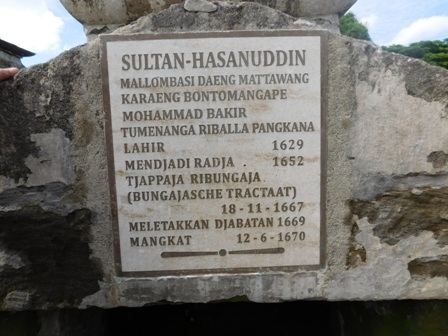 SULTAN-HASANUDDIN
MALLOMBASI DAENG MATTAWANG
KARAENG BONTOMANGAPE
MOHAMMAD BAKIR
TUMENANGA RIBALLA PANGKANA
LAHIR 1629
MENDJADI RADJA . 1652
TJAPPAJA RIBUNGAJA
(BUNGAJASCHE TRACTAAT)
18-11-1667
MELETAKKAN DJABATAN 1669
MANGKAT 12-6-1670